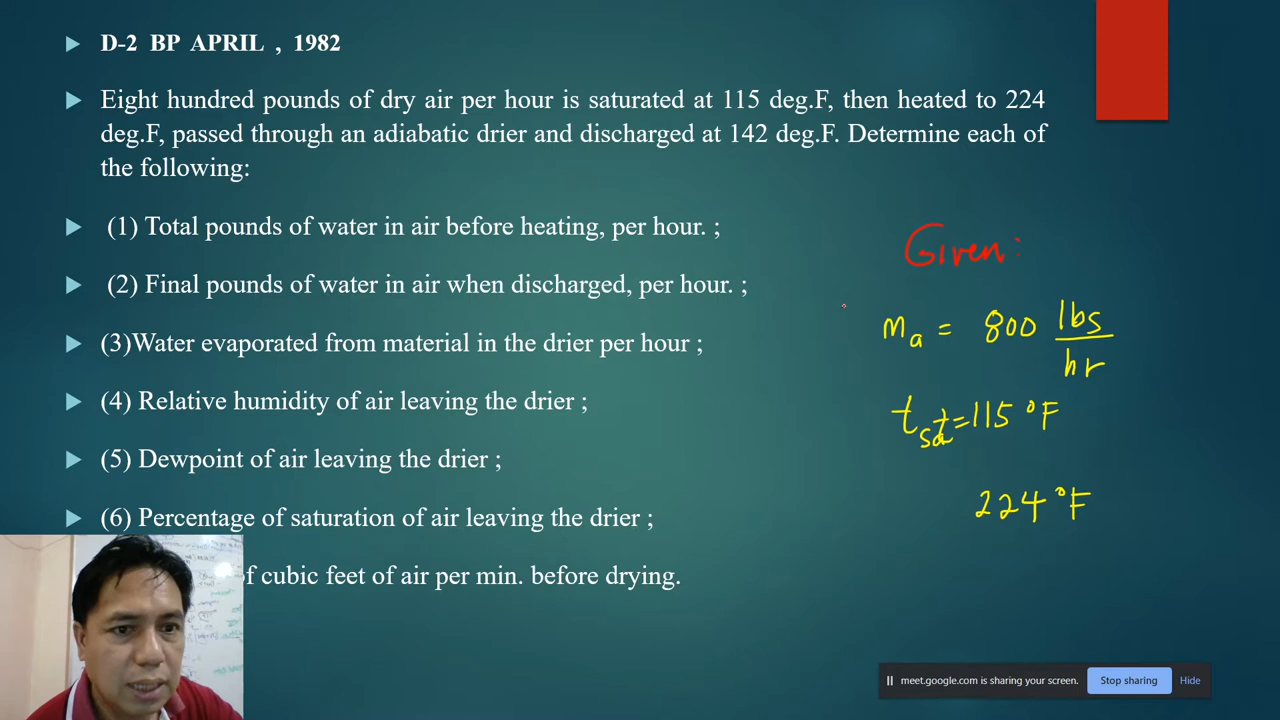 D-2 BP APRIL , 1982
Eight hundred pounds of dry air per hour is saturated at 115 deg.F, then heated to 224
deg.F, passed through an adiabatic drier and discharged at 142 deg.F. Determine each of
the following:
(1) Total pounds of water in air before heating, per hour. ;
(2) Final pounds of water in air when discharged, per hour. ;
(3)Water evaporated from material in the drier per hour ;
(4) Relative humidity of air leaving the drier ;
(5) Dewpoint of air leaving the drier ;
(6) Percentage of saturation of air leaving the drier ;
of cubic feet of air per min. before drying.
Given:
ma = 800 lbs
hr
tsat=115 °F
224 °F
meet.google.com is sharing your screen.
Stop sharing
Hide